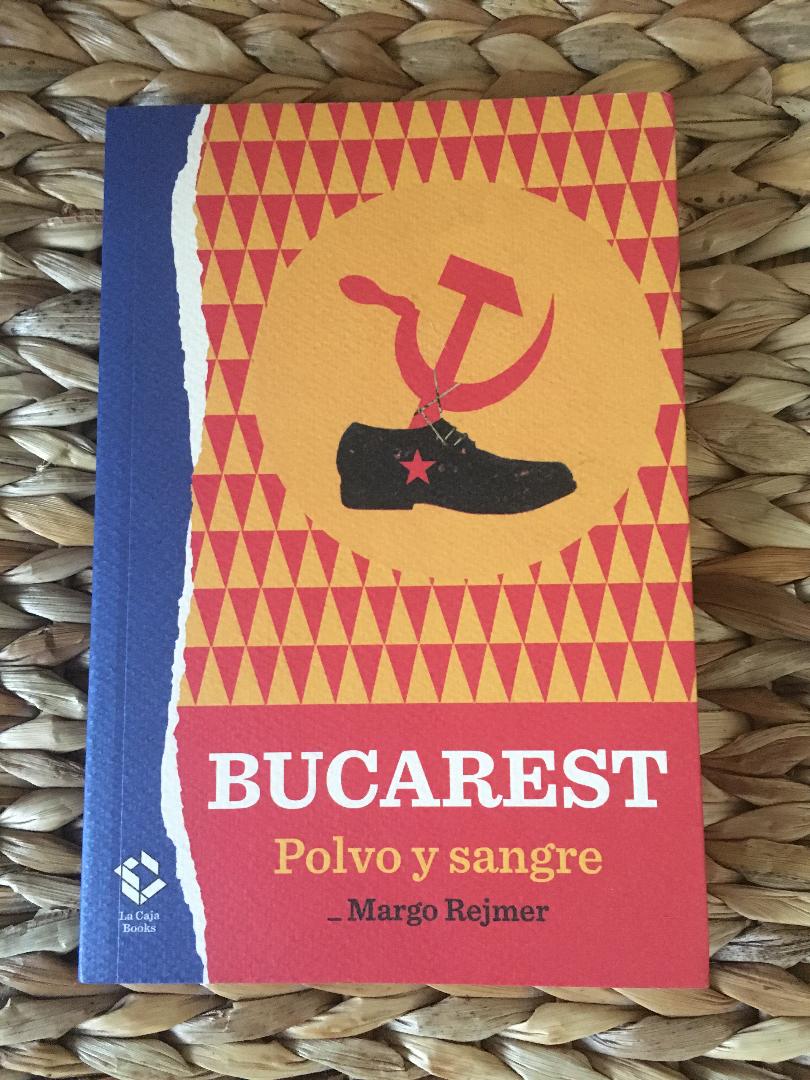 BUCAREST
Polvo y sangre
_ Margo Rejmer
La Caja
Books